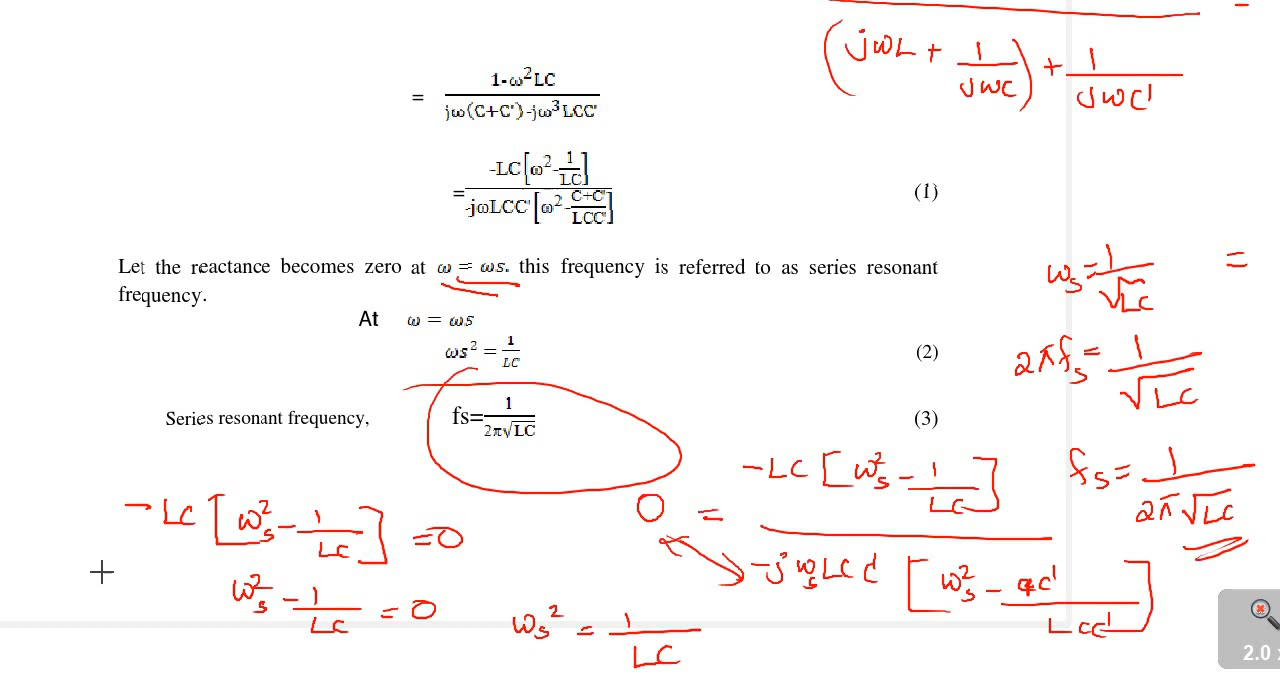 (jωL + 1/jωC) + 1/jωC'
= 1-ω²LC / jω(C+C')-jω³LCC'
= -LC[ω²-1/LC] / -jωLCC'[ω²-C+C'/LCC'] (1)
Let the reactance becomes zero at ω = ωs. this frequency is referred to as series resonant
frequency.
At ω = ωs
ωs² = 1/LC (2)
Series resonant frequency, fs=1/2π√LC (3)
ωs=1/√LC =
2πfs = 1/√LC
fs = 1/2π√LC
-LC[ωs² - 1/LC] = 0
ωs² - 1/LC = 0
ωs² = 1/LC
0 = -LC[ωs² - 1/LC] / -jωsLCC'
2.0